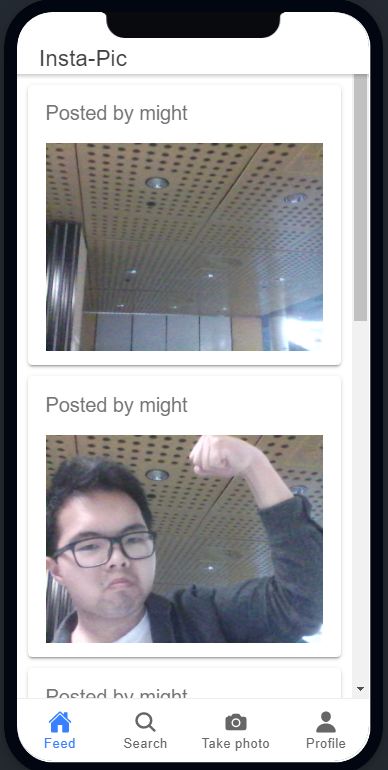 Insta-Pic
Posted by might
Posted by might
Posted by might
Feed
Search
Take photo
Profile